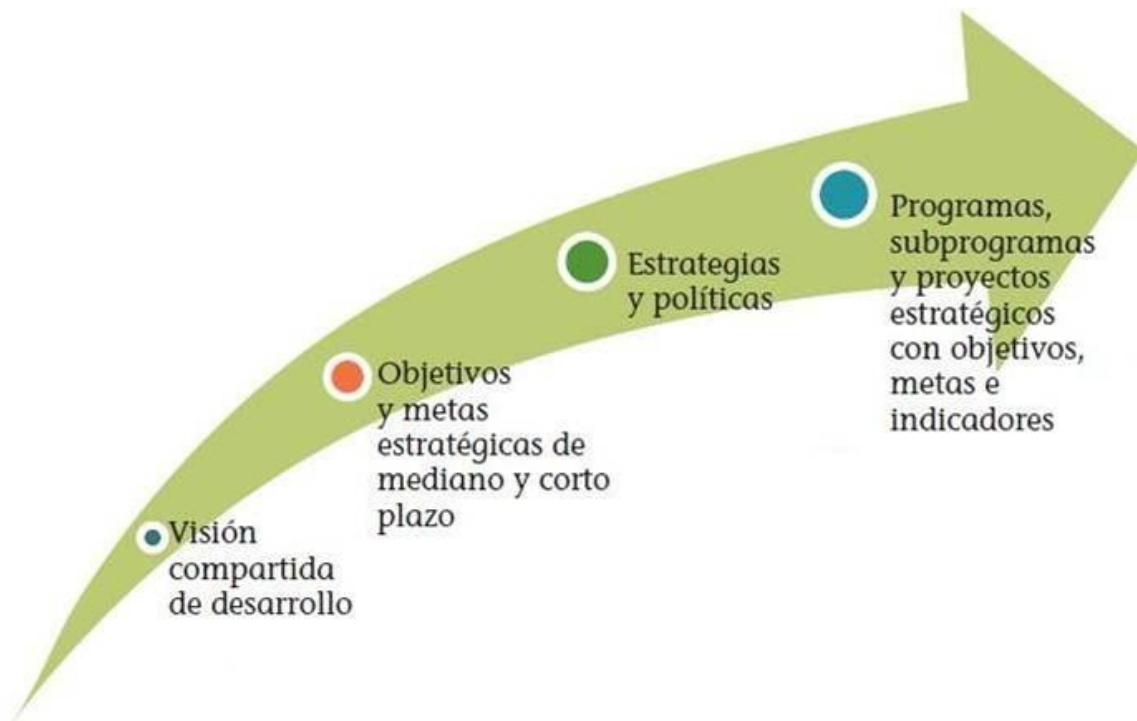 Visión
compartida
de desarrollo
Objetivos
y metas
estratégicas de
mediano y corto
plazo
Estrategias
y políticas
Programas,
subprogramas
y proyectos
estratégicos
con objetivos,
metas e
indicadores